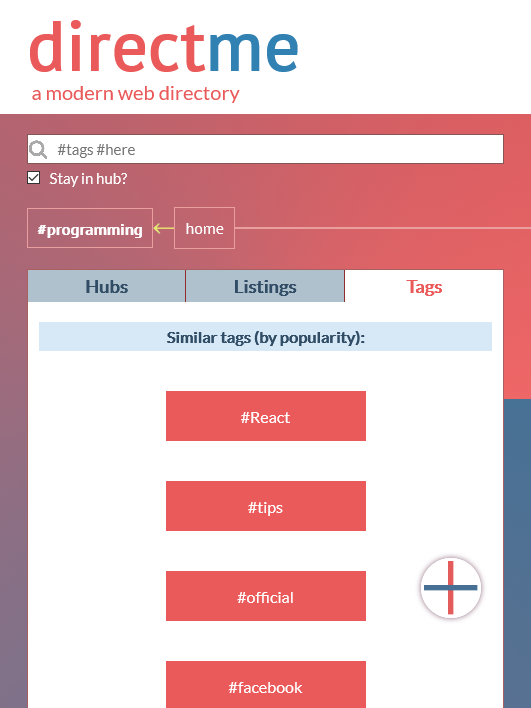 directme
a modern web directory
#tags #here
Stay in hub?
#programming
home
Hubs
Listings
Tags
Similar tags (by popularity):
#React
#tips
#official
#facebook